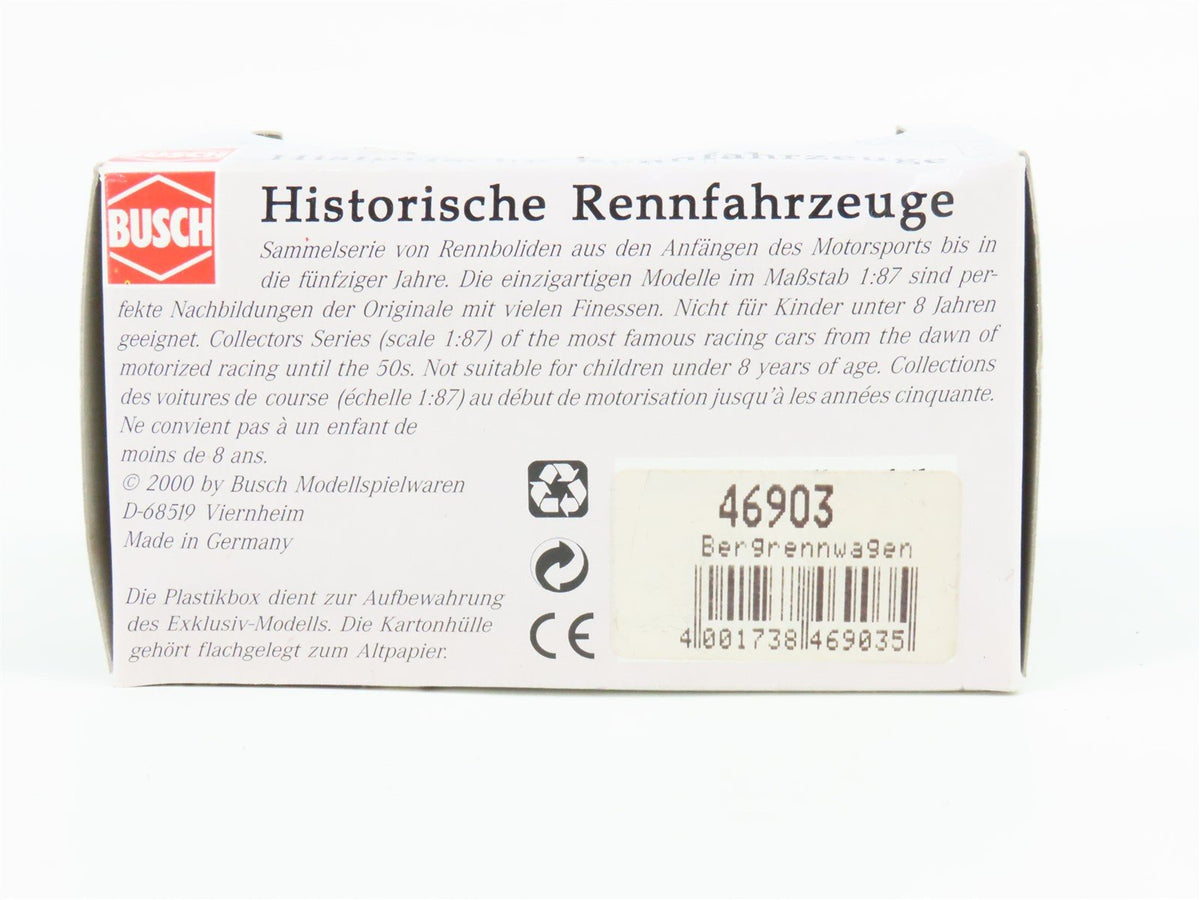 BUSCH
Historische Rennfahrzeuge
Sammelserie von Rennboliden aus den Anfängen des Motorsports bis in
die fünfziger Jahre. Die einzigartigen Modelle im Maßstab 1:87 sind per-
fekte Nachbildungen der Originale mit vielen Finessen. Nicht für Kinder unter 8 Jahren
geeignet. Collectors Series (scale 1:87) of the most famous racing cars from the dawn of
motorized racing until the 50s. Not suitable for children under 8 years of age. Collections
des voitures de course (échelle 1:87) au début de motorisation jusqu'à les années cinquante.
Ne convient pas à un enfant de
moins de 8 ans.
© 2000 by Busch Modellspielwaren
D-68519 Viernheim
Made in Germany
Die Plastikbox dient zur Aufbewahrung
des Exklusiv-Modells. Die Kartonhülle
gehört flachgelegt zum Altpapier.
CE
46903
Bergrennwagen
4 001738 469035